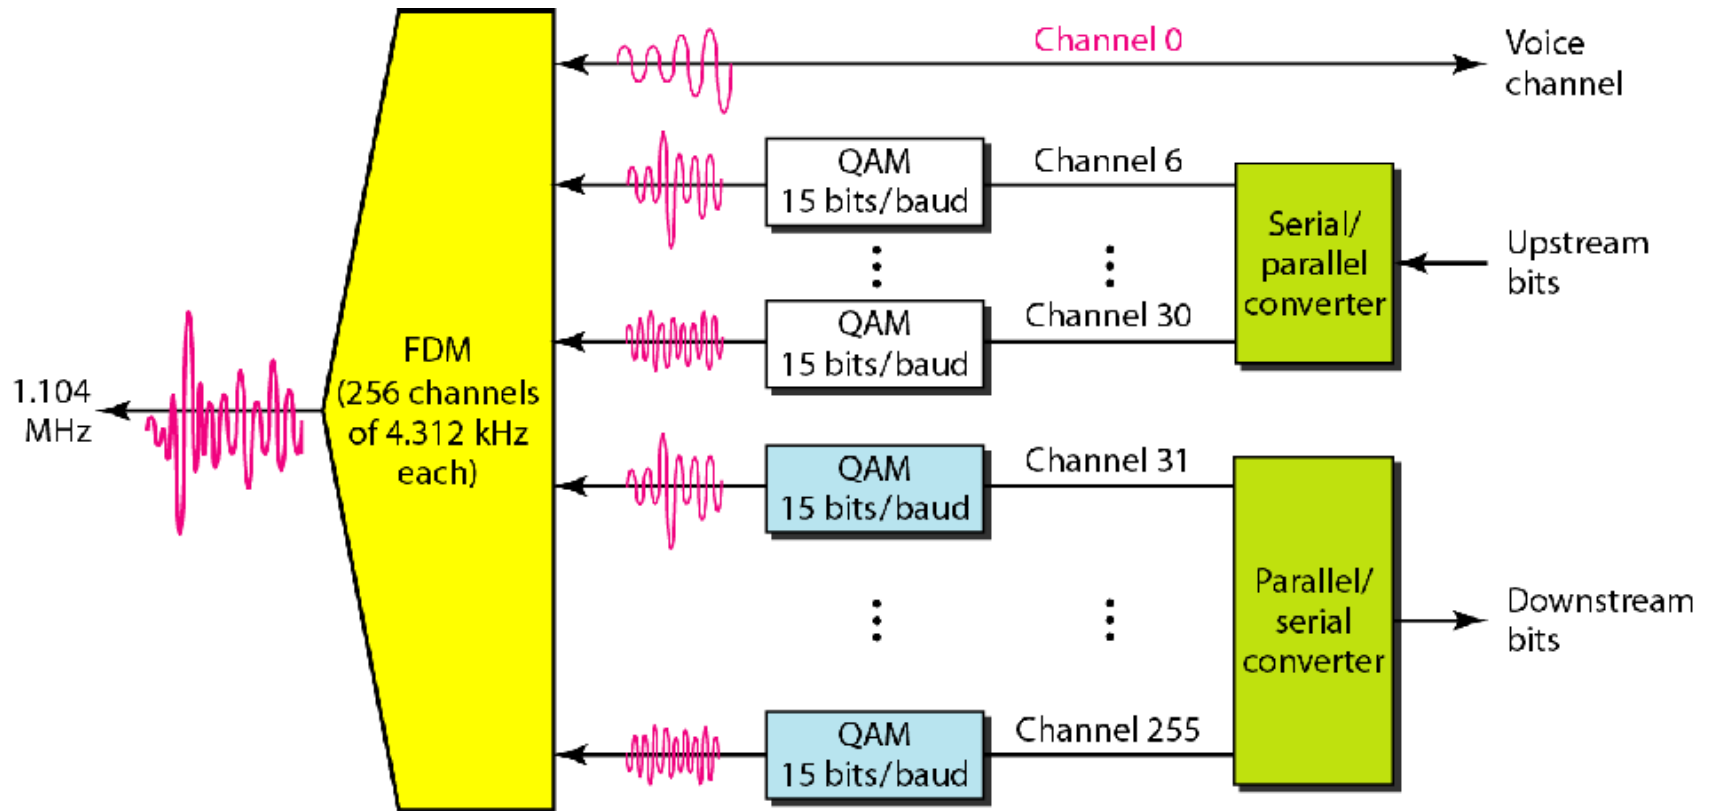 Channel 0
Voice
channel
QAM
15 bits/baud
Channel 6
Serial/
parallel
converter
Upstream
bits
QAM
15 bits/baud
Channel 30
1.104
MHz
FDM
(256 channels
of 4.312 kHz
each)
QAM
15 bits/baud
Channel 31
Parallel/
serial
converter
Downstream
bits
QAM
15 bits/baud
Channel 255